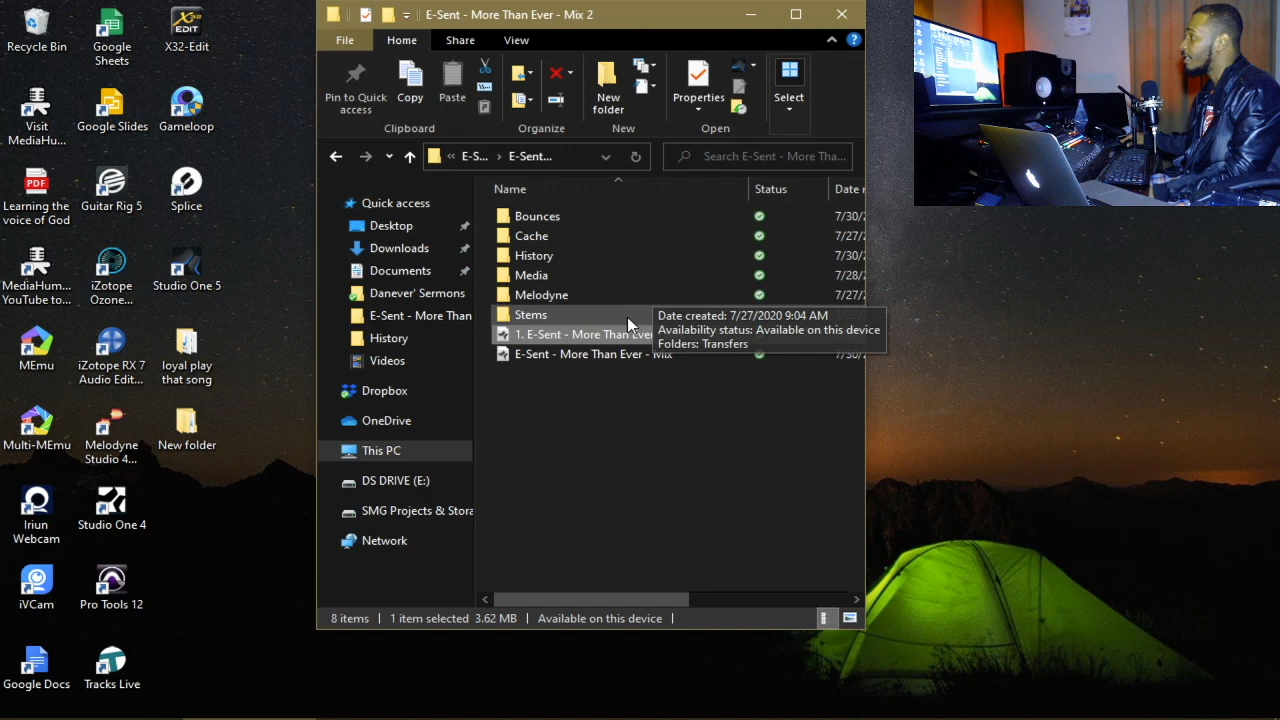 Recycle Bin
Google
Sheets
X32-Edit
X32
EDIT
Visit
MediaHu...
Google Slides
Gameloop
PDF
Learning the
voice of God
Guitar Rig 5
Splice
MediaHum...
YouTube to...
iZotope
Ozone...
Studio One 5
MEmu
iZotope RX 7
Audio Edit...
loyal play
that song
Multi-MEmu
Melodyne
Studio 4...
New folder
Iriun
Webcam
Studio One 4
iVCam
Pro Tools 12
Google Docs
Tracks Live
E-Sent - More Than Ever - Mix 2
File
Home
Share
View
Pin to Quick
access
Copy
Paste
New
folder
Properties
Select
Clipboard
Organize
New
Open
E-S...
E-Sent...
Search E-Sent - More Tha...
Name
Status
Date r
Quick access
Desktop
Downloads
Documents
Danever' Sermons
E-Sent - More Than
History
Videos
Dropbox
OneDrive
This PC
DS DRIVE (E:)
SMG Projects & Stora
Network
Bounces
7/30/2
Cache
7/27/2
History
7/30/2
Media
7/28/2
Melodyne
7/27/2
Stems
1. E-Sent - More Than Ever
E-Sent - More Than Ever - Mix
7/30/2
Date created: 7/27/2020 9:04 AM
Availability status: Available on this device
Folders: Transfers
8 items
1 item selected 3.62 MB
Available on this device